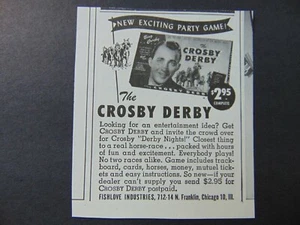 NEW EXCITING PARTY GAME!
Bing Crosby
THE
CROSBY
DERBY
$2.95
COMPLETE
The
CROSBY DERBY
Looking for an entertainment idea? Get
CROSBY DERBY and invite the crowd over
for Crosby "Derby Nights!" Closest thing
to a real horse-race... packed with hours
of fun and excitement. Everybody plays!
No two races alike. Game includes track-
board, cards, horses, money, mutuel tick-
ets and easy instructions. So new—if your
dealer can't supply you send $2.95 for
CROSBY DERBY postpaid.
FISHLOVE INDUSTRIES, 712-14 N. Franklin, Chicago 10, Ill.